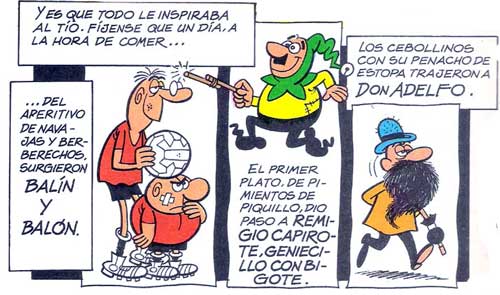 Y ES QUE TODO LE INSPIRABA
AL TÍO. FÍJENSE QUE UN DÍA, A
LA HORA DE COMER...
...DEL
APERITIVO
DE NAVA-
JAS Y BER-
BERECHOS,
SURGIERON
BALÍN
Y
BALÓN.
EL PRIMER
PLATO, DE PI-
MIENTOS DE
PIQUILLO, DIO
PASO A REMI-
GIO CAPIRO-
TE, GENIECI-
LLO CON BI-
GOTE.
LOS CEBOLLINOS
CON SU PENACHO DE
ESTOPA TRAJERON A
DON ADELFO.